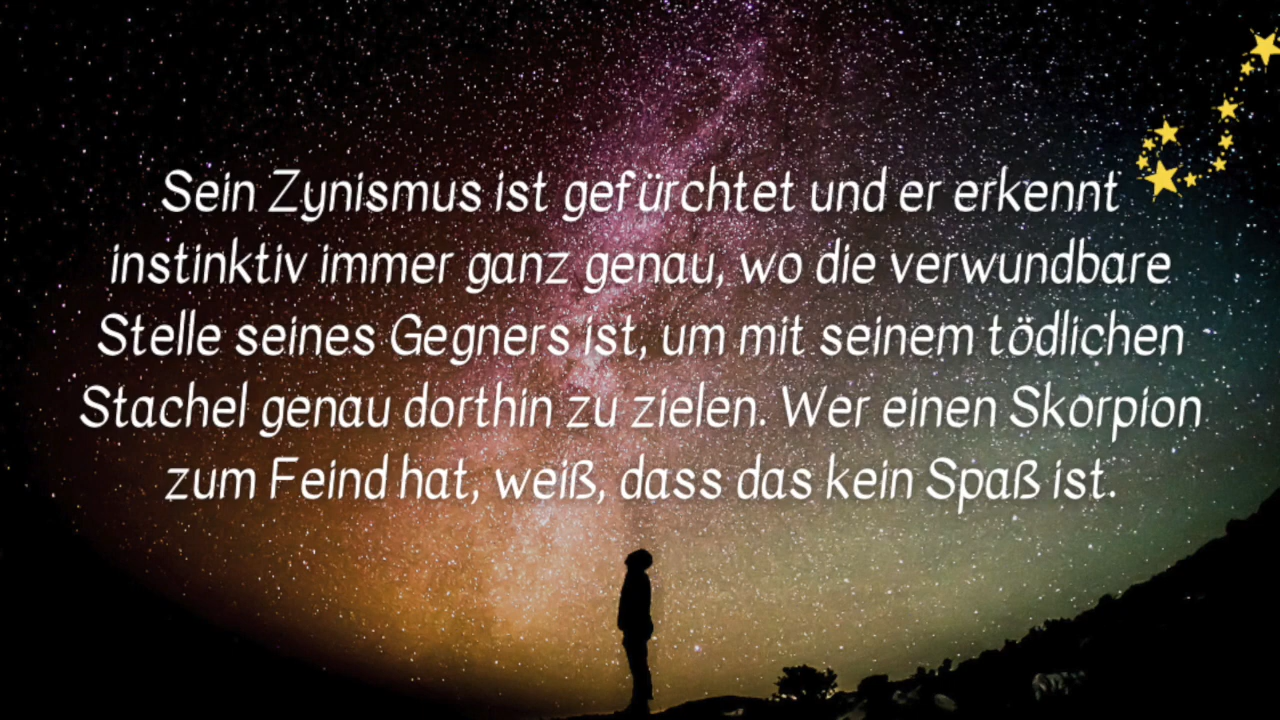 Sein Zynismus ist gefürchtet und er erkennt
instinktiv immer ganz genau, wo die verwundbare
Stelle seines Gegners ist, um mit seinem tödlichen
Stachel genau dorthin zu zielen. Wer einen Skorpion
zum Feind hat, weiß, dass das kein Spaß ist.